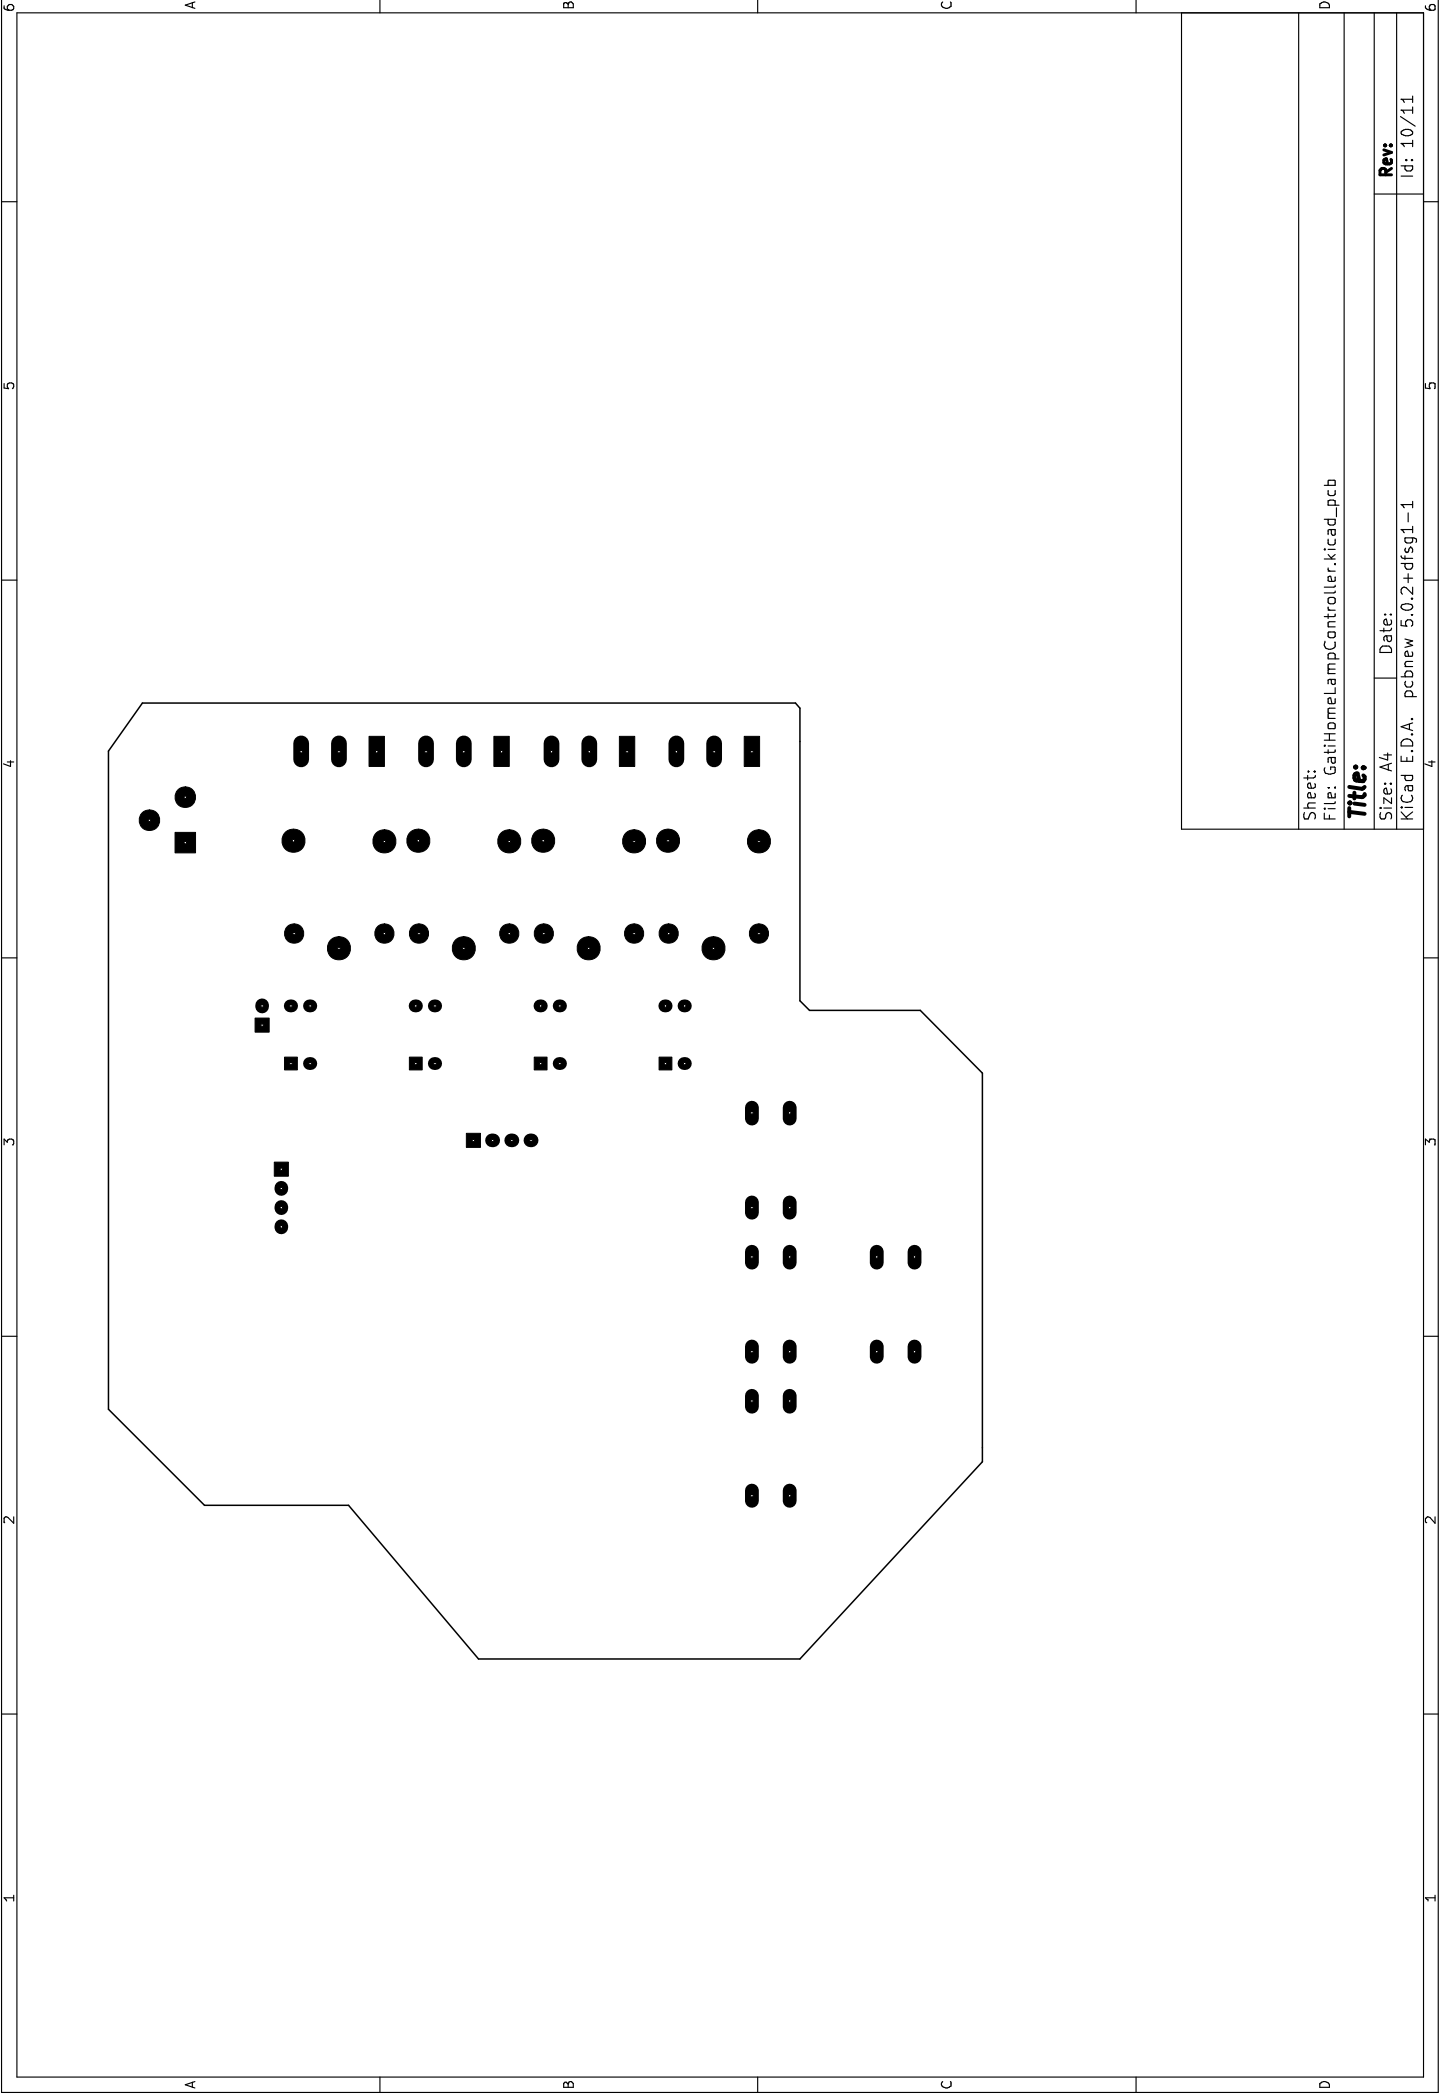 Sheet:
File: GatiHomeLampController.kicad_pcb
Title:
Size: A4
Date:
Rev:
KiCad E.D.A.  pcbnew 5.0.2+dfsg1-1
Id: 10/11
1
2
3
4
5
6
1
2
3
4
5
6
A
B
C
D
A
B
C
D